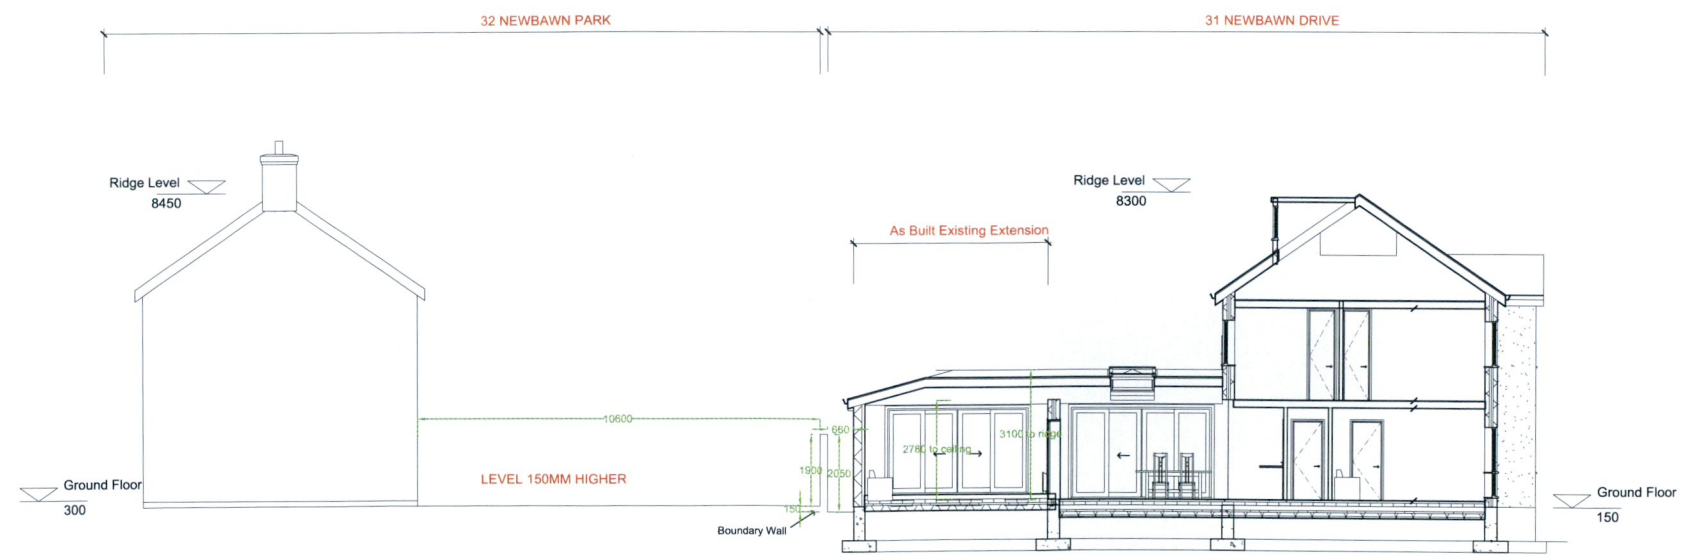 32 NEWBAWN PARK
31 NEWBAWN DRIVE
Ridge Level
8450
Ridge Level
8300
As Built Existing Extension
10600
660
2780 to ceiling
3100 to ridge
1900
2050
LEVEL 150MM HIGHER
Ground Floor
300
150
Boundary Wall
Ground Floor
150